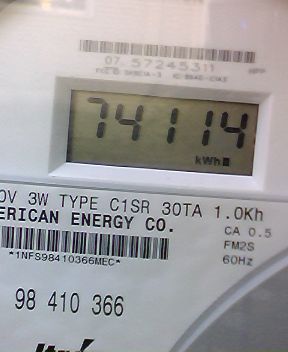 07 57245311
74114
kWh
0V 3W TYPE C1SR 30TA 1.0Kh
ERICAN ENERGY CO.
CA 0.5
FM2S
60Hz
*1NFS98410366MEC*
98 410 366